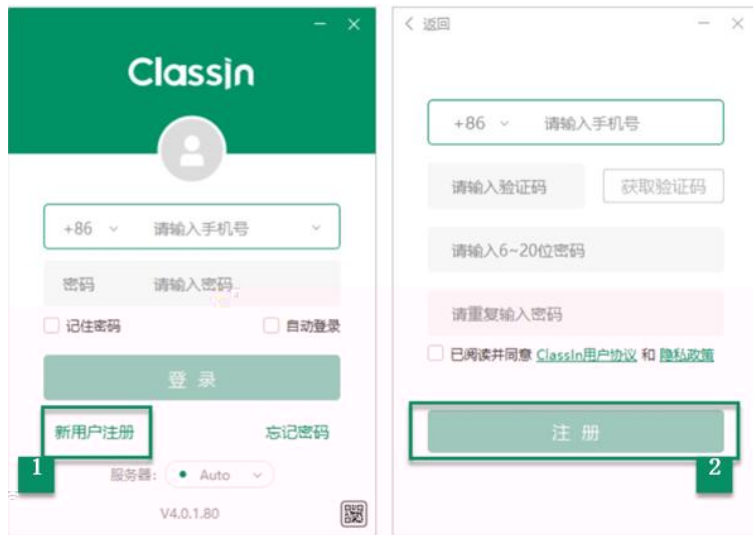 ClassIn
+86 请输入手机号
密码 请输入密码
记住密码 自动登录
登 录
新用户注册 忘记密码
1
服务器: Auto
V4.0.1.80
返回
+86 请输入手机号
请输入验证码 获取验证码
请输入6~20位密码
请重复输入密码
已阅读并同意 ClassIn用户协议 和 隐私政策
注 册
2